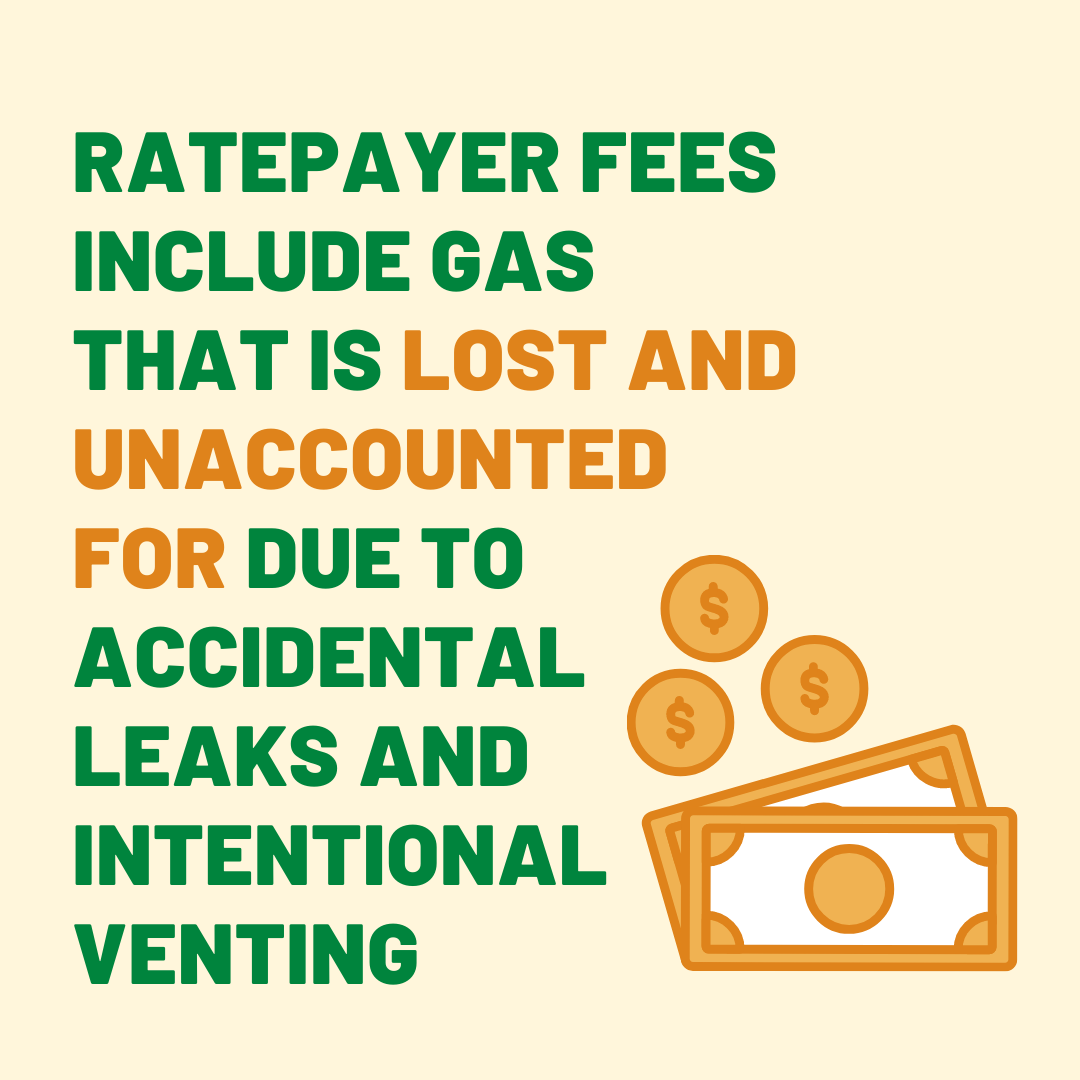 RATEPAYER FEES
INCLUDE GAS
THAT IS LOST AND
UNACCOUNTED
FOR DUE TO
ACCIDENTAL
LEAKS AND
INTENTIONAL
VENTING
$
$
$